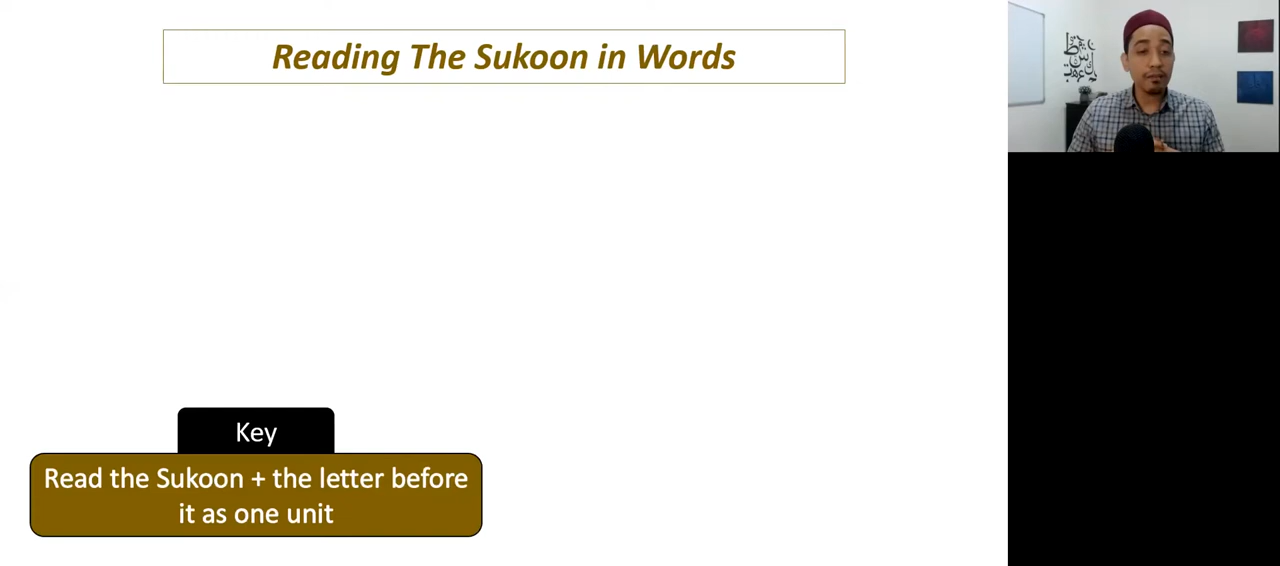 Reading The Sukoon in Words
Key
Read the Sukoon + the letter before
it as one unit